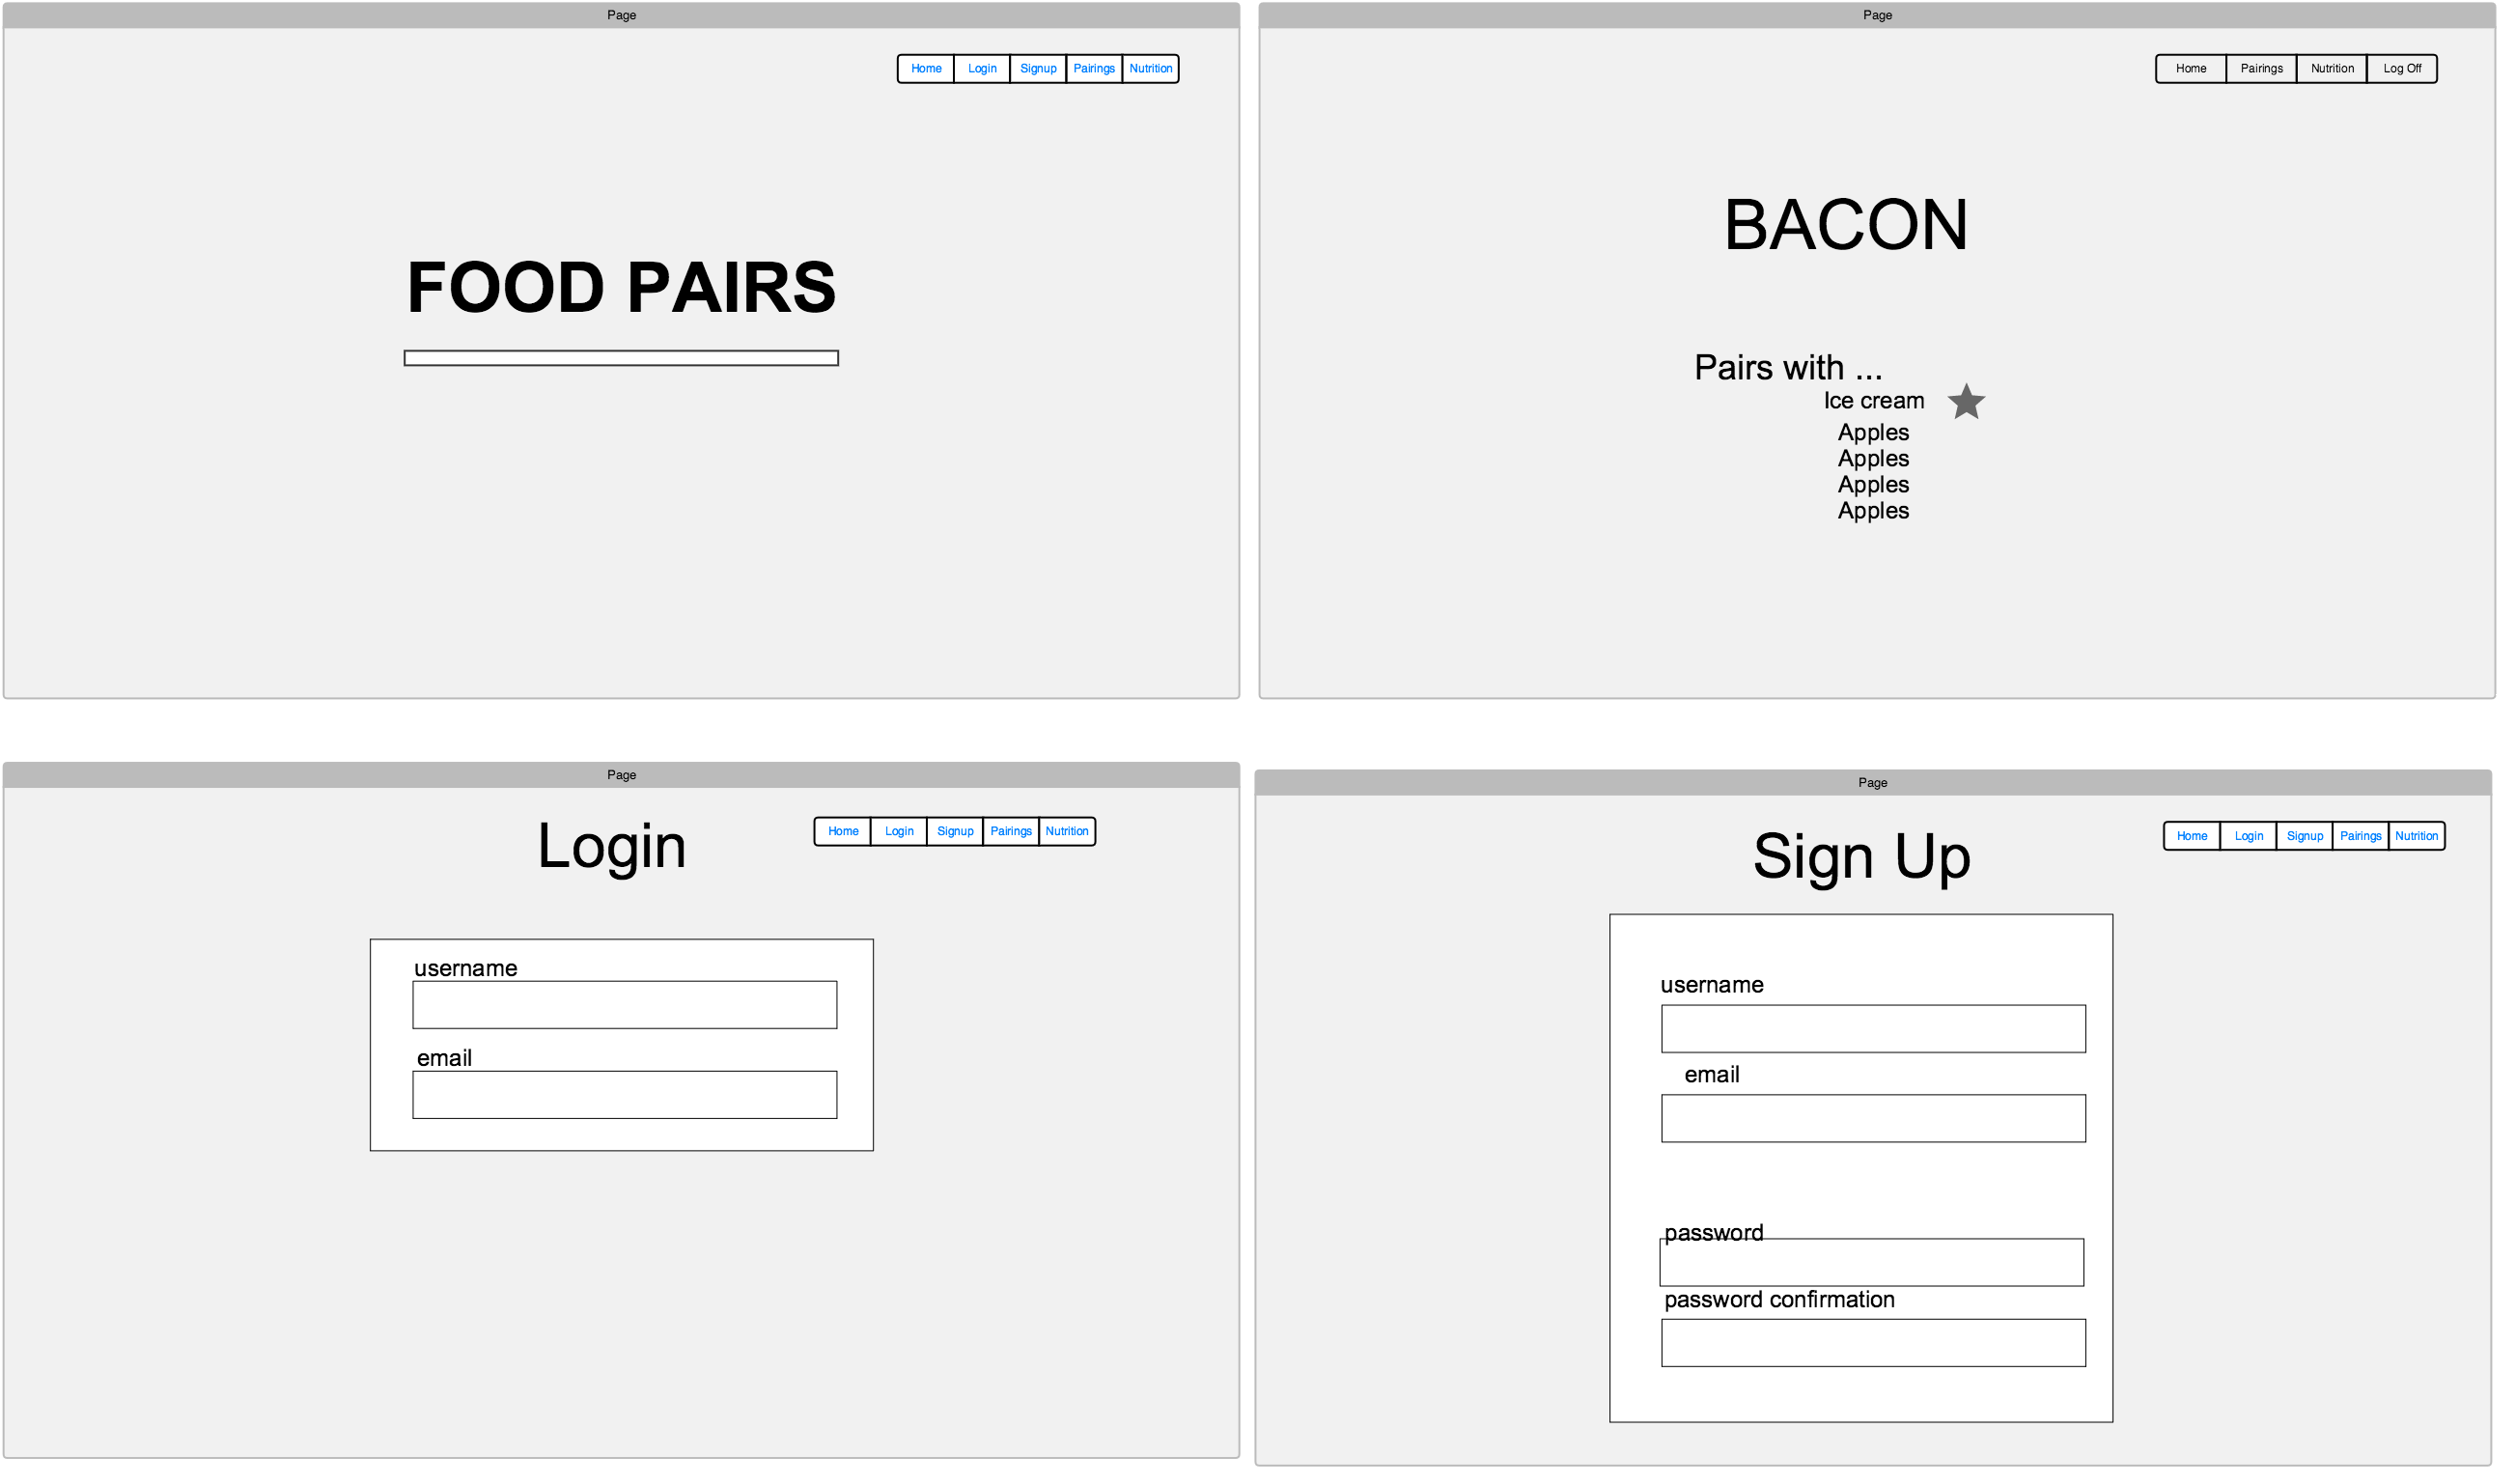 Page
Home Login Signup Pairings Nutrition
FOOD PAIRS
Page
Home Pairings Nutrition Log Off
BACON
Pairs with ...
Ice cream
Apples
Apples
Apples
Apples
Page
Login
Home Login Signup Pairings Nutrition
username
email
Page
Sign Up
Home Login Signup Pairings Nutrition
username
email
password
password confirmation